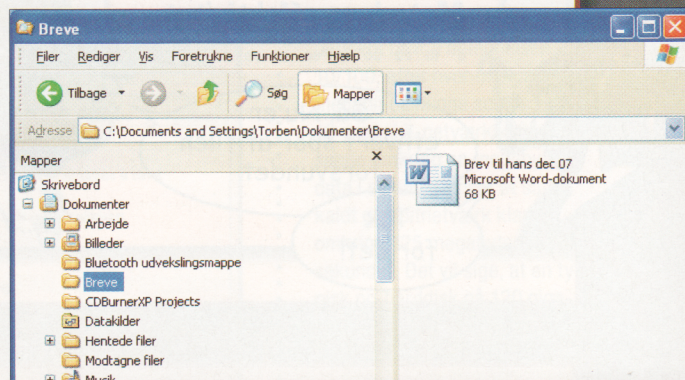 Breve
Filer Rediger Vis Foretrukne Funktioner Hjælp
Tilbage Søg Mapper
Adresse C:\Documents and Settings\Torben\Dokumenter\Breve
Mapper
Skrivebord
Dokumenter
Arbejde
Billeder
Bluetooth udvekslingsmappe
Breve
CDBurnerXP Projects
Datakilder
Hentede filer
Modtagne filer
Musik
Brev til hans dec 07
Microsoft Word-dokument
68 KB